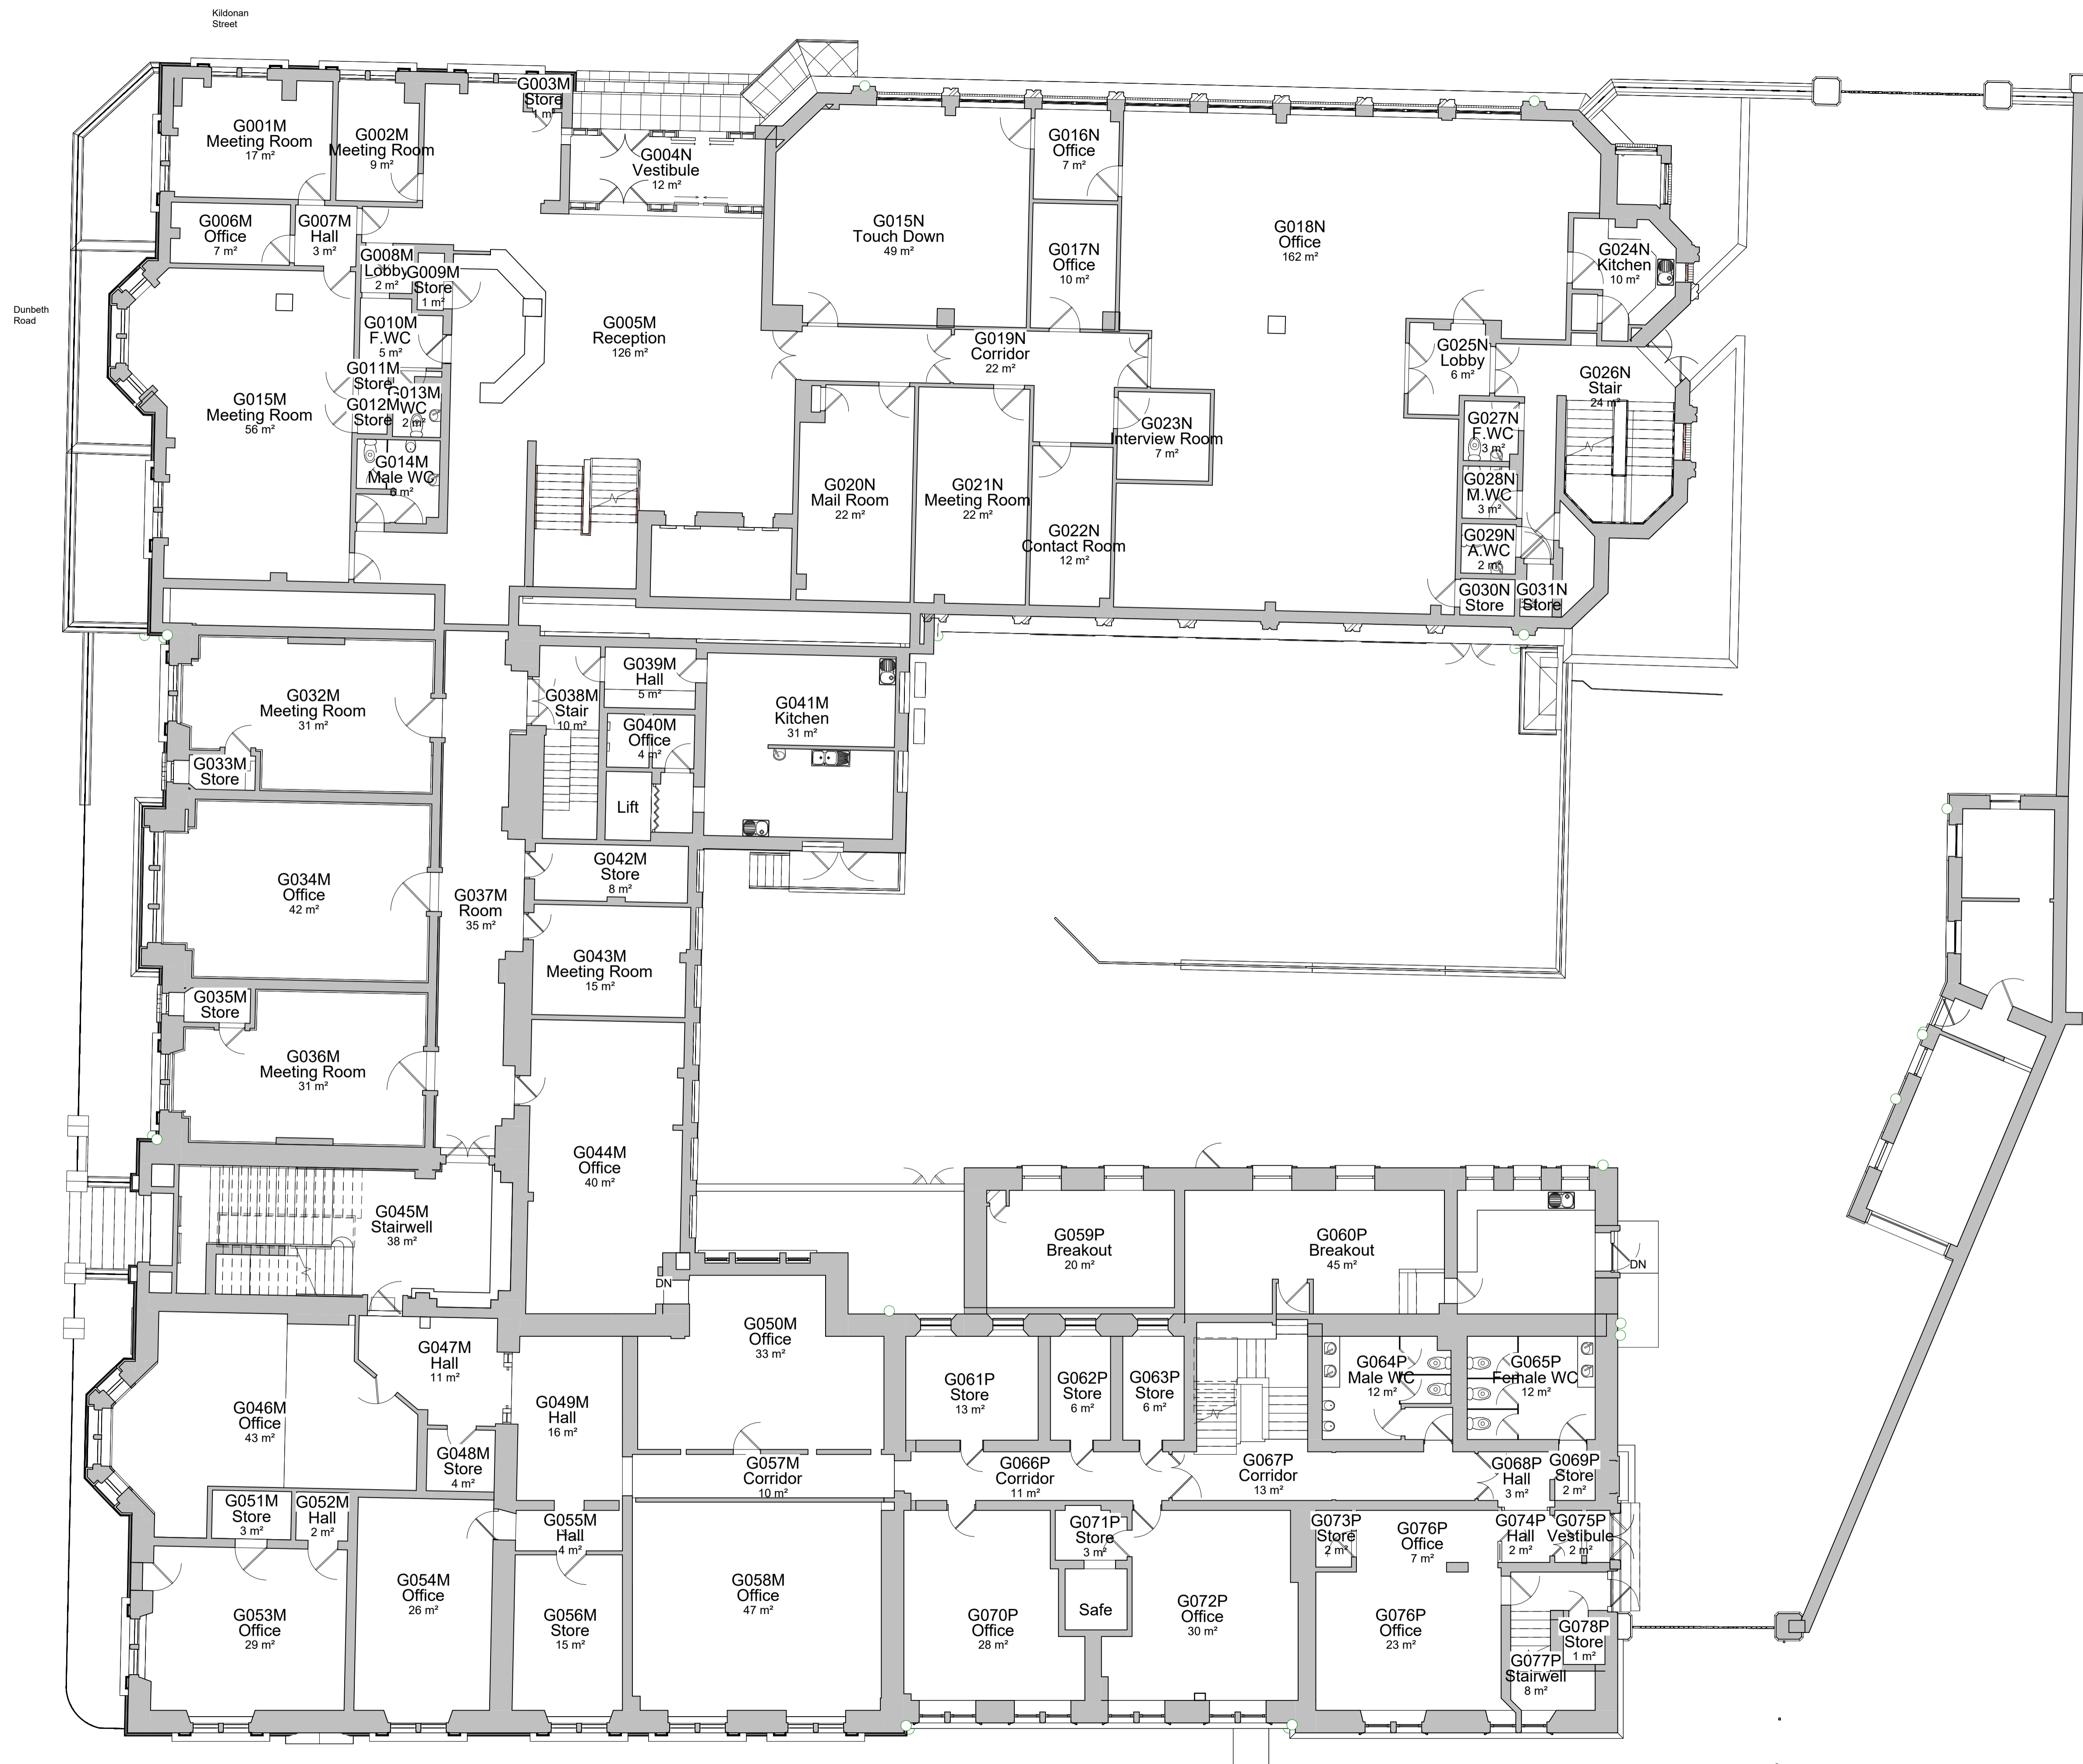 Kildonan
Street
G003M
Store
1 m²
G001M
Meeting Room
17 m²
G002M
Meeting Room
9 m²
G004N
Vestibule
12 m²
G016N
Office
7 m²
G006M
Office
7 m²
G007M
Hall
3 m²
G015N
Touch Down
49 m²
G018N
Office
162 m²
G017N
Office
10 m²
G024N
Kitchen
10 m²
G008M
Lobby
2 m²
G009M
Store
1 m²
Dunbeth
Road
G010M
F.WC
5 m²
G005M
Reception
126 m²
G019N
Corridor
22 m²
G025N
Lobby
6 m²
G026N
Stair
24 m²
G011M
Store
G012M
Store
G013M
WC
2 m²
G015M
Meeting Room
56 m²
G014M
Male WC
6 m²
G023N
Interview Room
7 m²
G027N
F.WC
3 m²
G020N
Mail Room
22 m²
G021N
Meeting Room
22 m²
G028N
M.WC
3 m²
G022N
Contact Room
12 m²
G029N
A.WC
2 m²
G030N
Store
G031N
Store
G032M
Meeting Room
31 m²
G038M
Stair
10 m²
G039M
Hall
5 m²
G041M
Kitchen
31 m²
G040M
Office
4 m²
G033M
Store
Lift
G034M
Office
42 m²
G042M
Store
8 m²
G037M
Room
35 m²
G043M
Meeting Room
15 m²
G035M
Store
G036M
Meeting Room
31 m²
G044M
Office
40 m²
G045M
Stairwell
38 m²
G059P
Breakout
20 m²
G060P
Breakout
45 m²
DN
DN
G050M
Office
33 m²
G047M
Hall
11 m²
G046M
Office
43 m²
G049M
Hall
16 m²
G061P
Store
13 m²
G062P
Store
6 m²
G063P
Store
6 m²
G064P
Male WC
12 m²
G065P
Female WC
12 m²
G048M
Store
4 m²
G057M
Corridor
10 m²
G066P
Corridor
11 m²
G067P
Corridor
13 m²
G068P
Hall
3 m²
G069P
Store
2 m²
G051M
Store
3 m²
G052M
Hall
2 m²
G055M
Hall
4 m²
G071P
Store
3 m²
G073P
Store
2 m²
G076P
Office
7 m²
G074P
Hall
2 m²
G075P
Vestibule
2 m²
G054M
Office
26 m²
G058M
Office
47 m²
G053M
Office
29 m²
G056M
Store
15 m²
G070P
Office
28 m²
Safe
G072P
Office
30 m²
G076P
Office
23 m²
G078P
Store
1 m²
G077P
Stairwell
8 m²